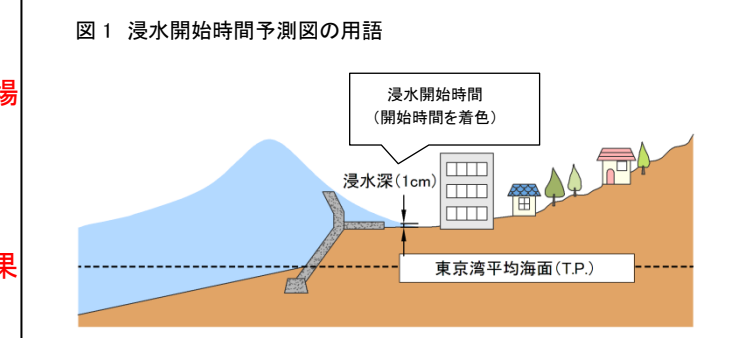 図1 浸水開始時間予測図の用語
場
浸水開始時間
(開始時間を着色)
浸水深(1cm)
果
東京湾平均海面(T.P.)